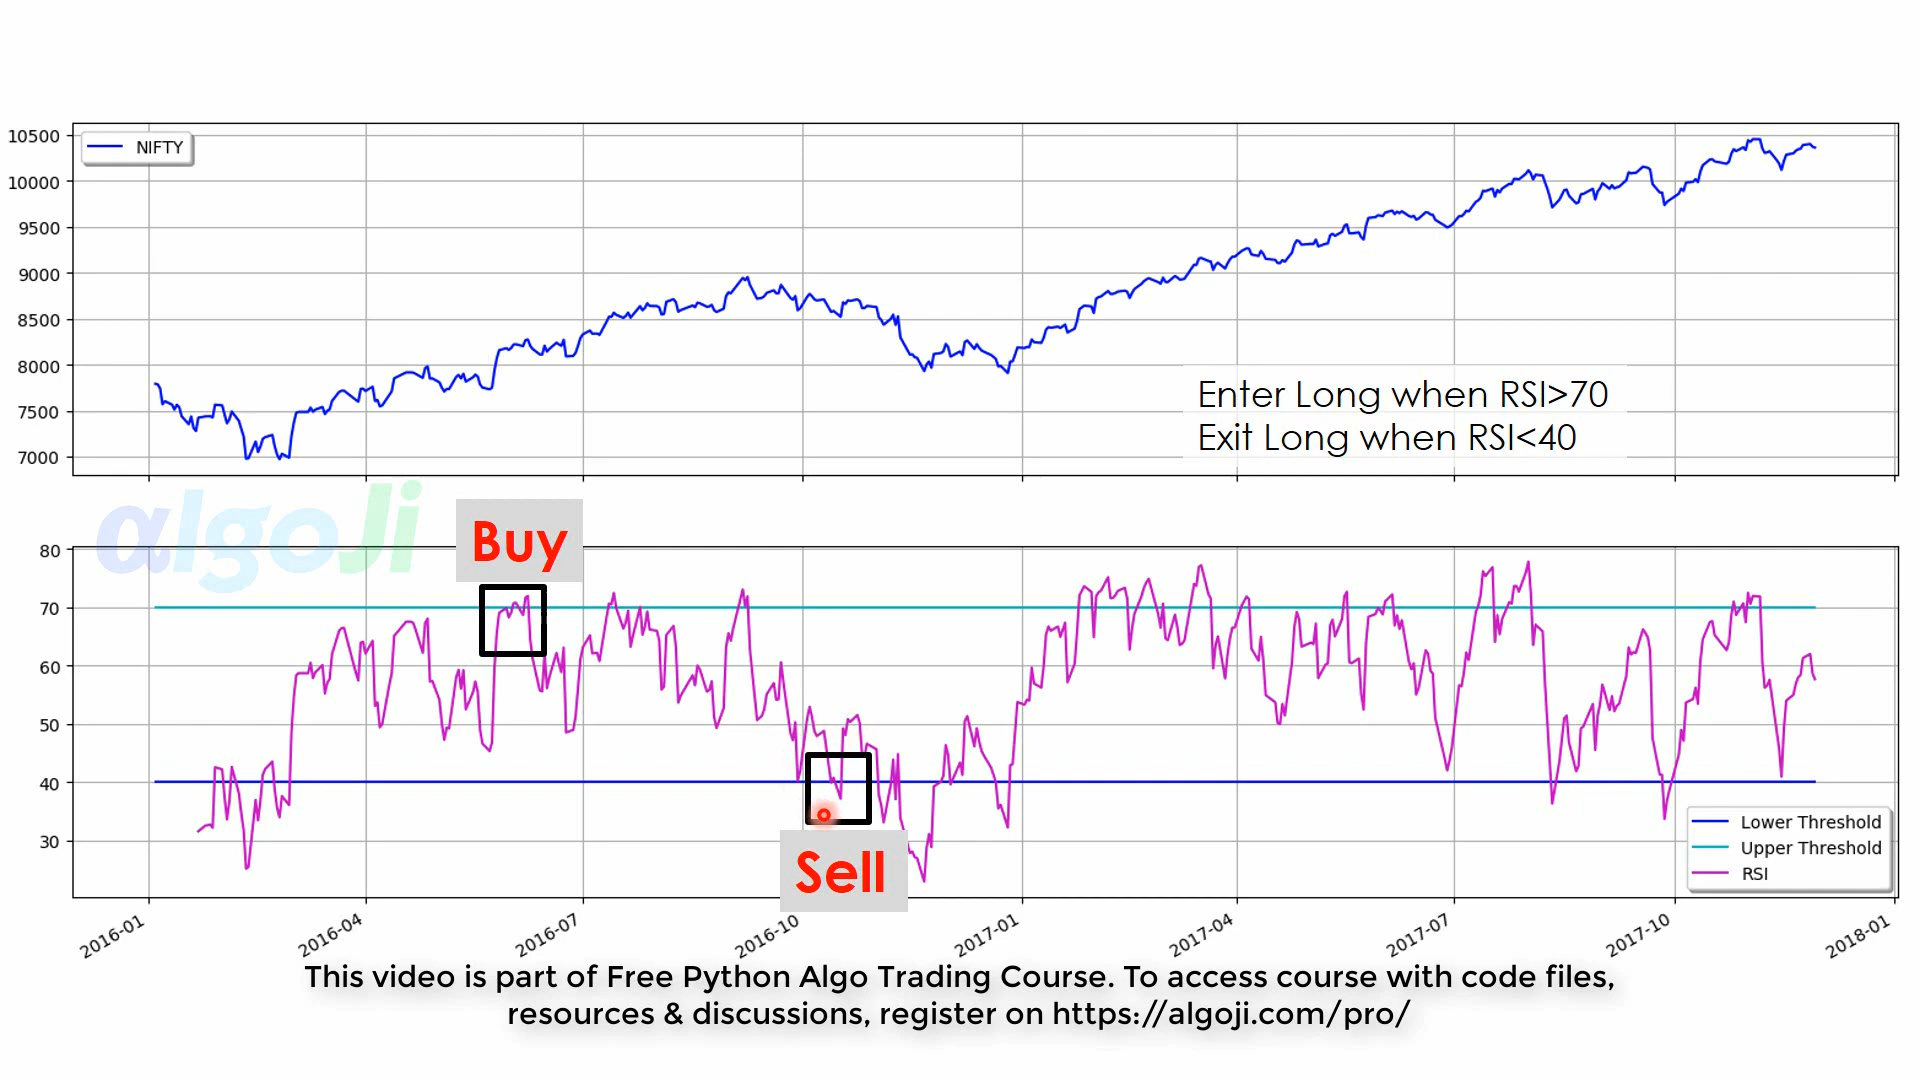 10500
NIFTY
10000
9500
9000
8500
8000
7500
7000
Enter Long when RSI>70
Exit Long when RSI<40
αlgoJi
Buy
80
70
60
50
40
30
Sell
Lower Threshold
Upper Threshold
RSI
2016-01
2016-04
2016-07
2016-10
2017-01
2017-04
2017-07
2017-10
2018-01
This video is part of Free Python Algo Trading Course. To access course with code files,
resources & discussions, register on https://algoji.com/pro/